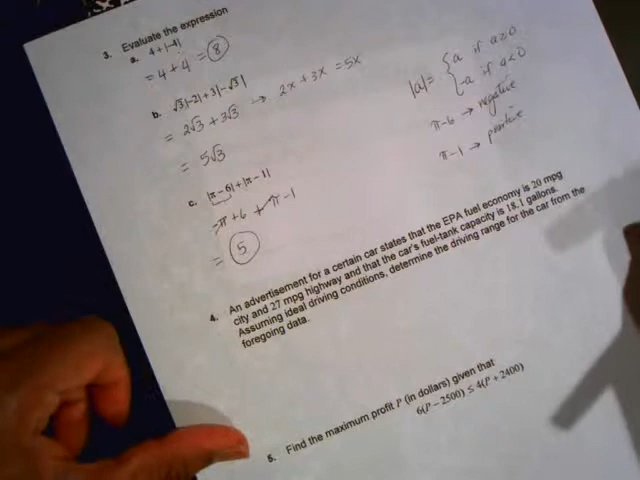 3. Evaluate the expression
a. 4+|-4|
= 4 + 4 = 8
b. √3|-2|+3|-√3|
= 2√3 + 3√3 → 2x + 3x = 5x
= 5√3
|a| = { a if a≥0
-a if a<0
π-6 → negative
π-1 → positive
c. |π-6|+|π-1|
= -π+6 + π-1
= 5
4. An advertisement for a certain car states that the EPA fuel economy is 20 mpg
city and 27 mpg highway and that the car's fuel-tank capacity is 18.1 gallons.
Assuming ideal driving conditions, determine the driving range for the car from the
foregoing data.
5. Find the maximum profit P (in dollars) given that
6(P-2500) ≤ 4(P+2400)